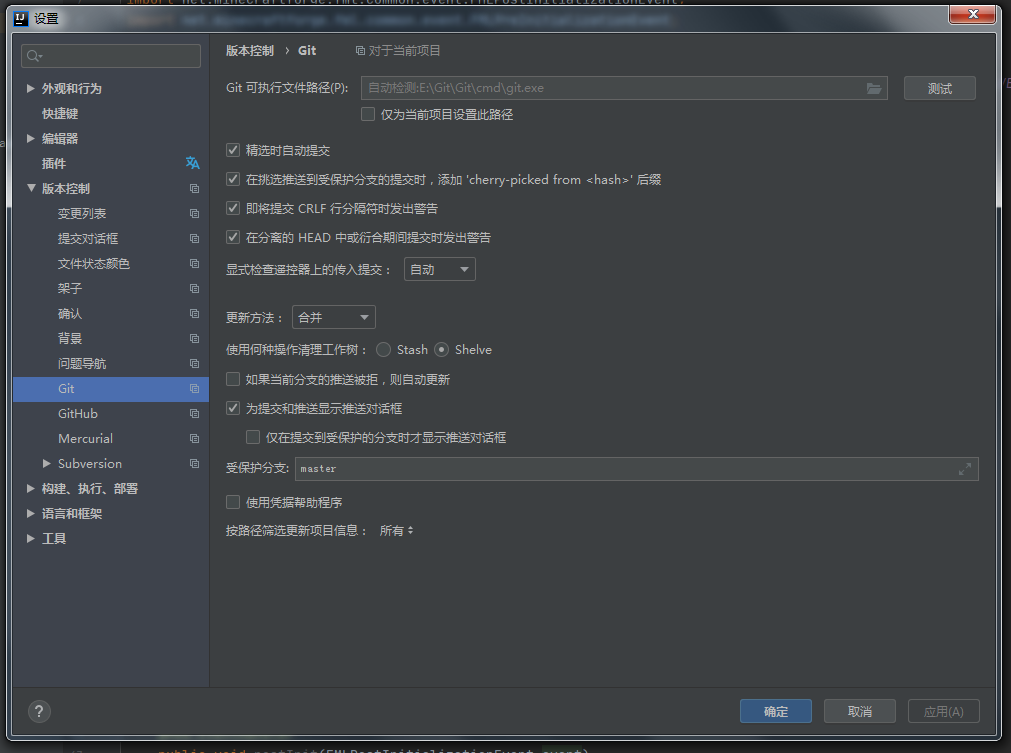 import net.minecraftforge.fml.common.event.FMLPostInitializationEvent;
设置
版本控制 › Git 对于当前项目
外观和行为
快捷键
编辑器
插件
版本控制
变更列表
提交对话框
文件状态颜色
架子
确认
背景
问题导航
Git
GitHub
Mercurial
Subversion
构建、执行、部署
语言和框架
工具
Git 可执行文件路径(P): 自动检测:E:\Git\Git\cmd\git.exe 测试
仅为当前项目设置此路径
精选时自动提交
在挑选推送到受保护分支的提交时，添加 'cherry-picked from <hash>' 后缀
即将提交 CRLF 行分隔符时发出警告
在分离的 HEAD 中或衍合期间提交时发出警告
显式检查遥控器上的传入提交： 自动
更新方法： 合并
使用何种操作清理工作树： Stash Shelve
如果当前分支的推送被拒，则自动更新
为提交和推送显示推送对话框
仅在提交到受保护的分支时才显示推送对话框
受保护分支: master
使用凭据帮助程序
按路径筛选更新项目信息： 所有
? 确定 取消 应用(A)
public void postInit(FMLPostInitializationEvent event)